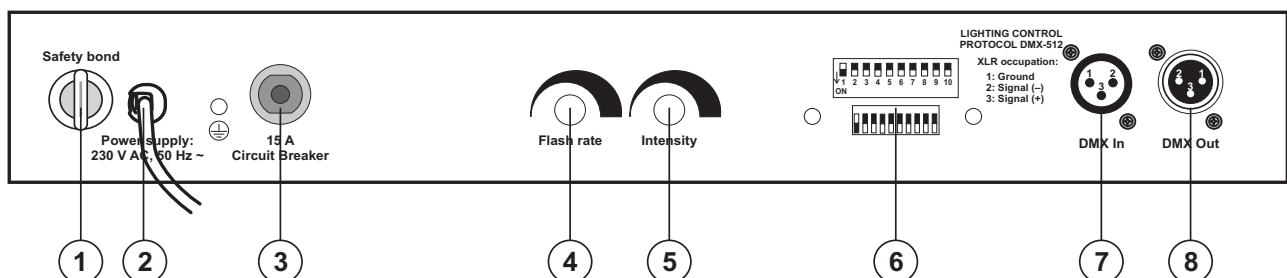 Safety bond
Power supply:
230 V AC, 50 Hz ~
15 A
Circuit Breaker
Flash rate
Intensity
1 2 3 4 5 6 7 8 9 10
ON
LIGHTING CONTROL
PROTOCOL DMX-512
XLR occupation:
1: Ground
2: Signal (–)
3: Signal (+)
1 2
3
DMX In
2 1
3
DMX Out
1 2 3 4 5 6 7 8